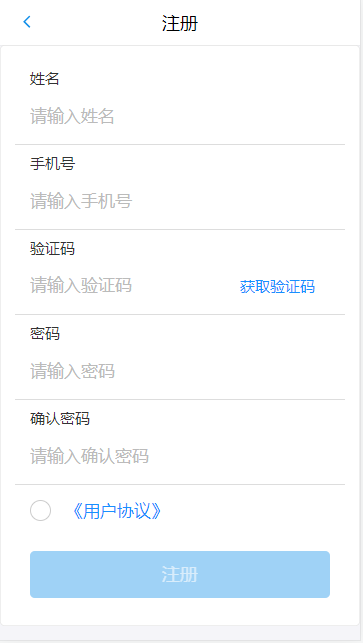 注册
姓名
请输入姓名
手机号
请输入手机号
验证码
请输入验证码 获取验证码
密码
请输入密码
确认密码
请输入确认密码
《用户协议》
注册